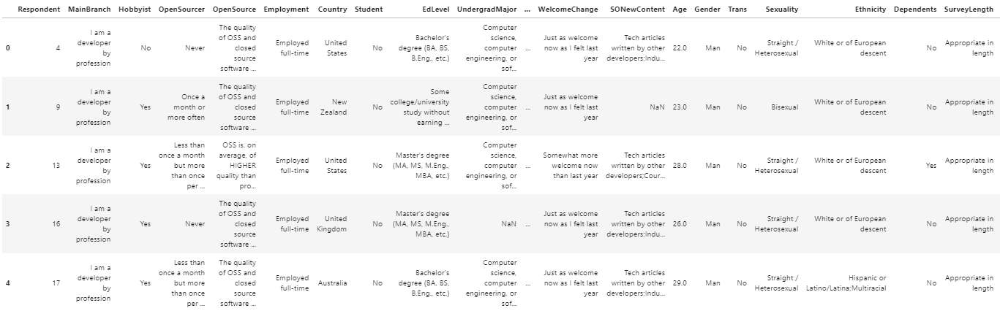 Respondent MainBranch Hobbyist OpenSourcer OpenSource Employment Country Student EdLevel UndergradMajor ... WelcomeChange SONewContent Age Gender Trans Sexuality Ethnicity Dependents SurveyLength
0 4 I am a developer by profession No Never The quality of OSS and closed source software ... Employed full-time United States No Bachelor's degree (BA, BS, B.Eng., etc.) Computer science, computer engineering, or sof... ... Just as welcome now as I felt last year Tech articles written by other developers;Indu... 22.0 Man No Straight / Heterosexual White or of European descent No Appropriate in length
1 9 I am a developer by profession Yes Once a month or more often The quality of OSS and closed source software ... Employed full-time New Zealand No Some college/university study without earning ... Computer science, computer engineering, or sof... ... Just as welcome now as I felt last year NaN 23.0 Man No Bisexual White or of European descent No Appropriate in length
2 13 I am a developer by profession Yes Less than once a month but more than once per ... OSS is, on average, of HIGHER quality than pro... Employed full-time United States No Master's degree (MA, MS, M.Eng., MBA, etc.) Computer science, computer engineering, or sof... ... Somewhat more welcome now than last year Tech articles written by other developers;Cour... 28.0 Man No Straight / Heterosexual White or of European descent Yes Appropriate in length
3 16 I am a developer by profession Yes Never The quality of OSS and closed source software ... Employed full-time United Kingdom No Master's degree (MA, MS, M.Eng., MBA, etc.) NaN ... Just as welcome now as I felt last year Tech articles written by other developers;Indu... 26.0 Man No Straight / Heterosexual White or of European descent No Appropriate in length
4 17 I am a developer by profession Yes Less than once a month but more than once per ... The quality of OSS and closed source software ... Employed full-time Australia No Bachelor's degree (BA, BS, B.Eng., etc.) Computer science, computer engineering, or sof... ... Just as welcome now as I felt last year Tech articles written by other developers;Indu... 29.0 Man No Straight / Heterosexual Hispanic or Latino/Latina;Multiracial No Appropriate in length